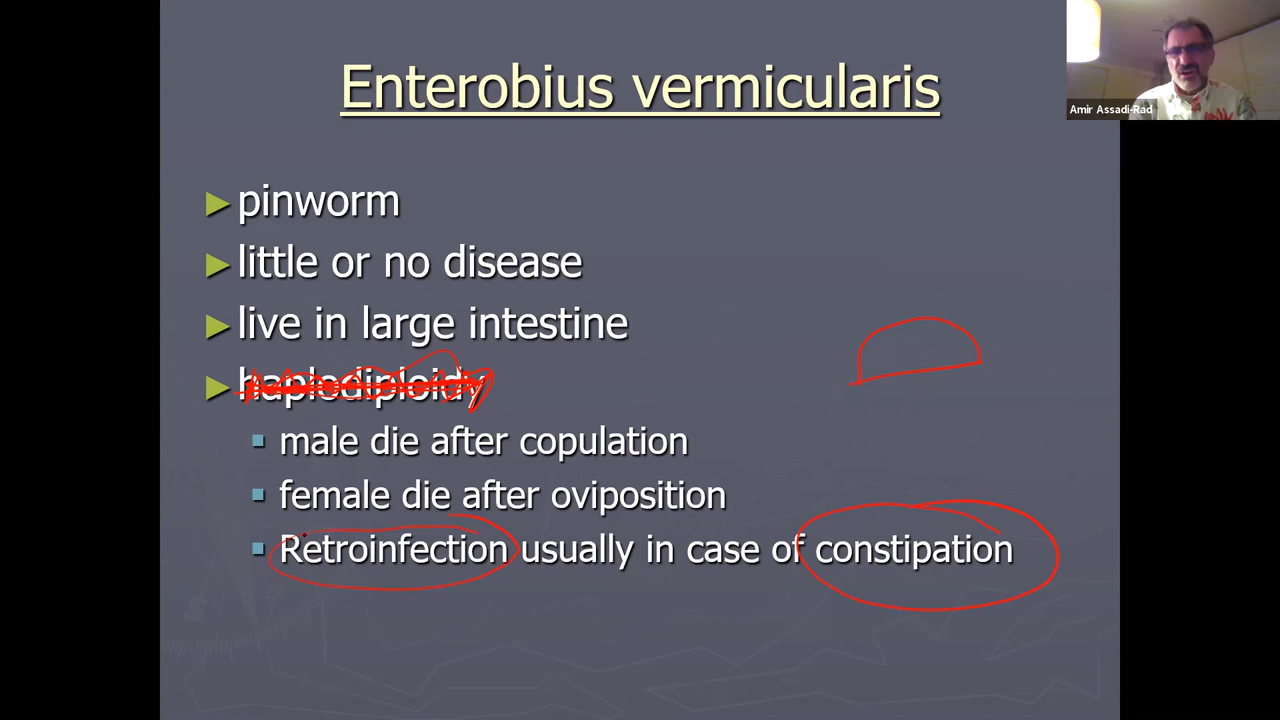 Enterobius vermicularis
Amir Assadi-Rad
pinworm
little or no disease
live in large intestine
haplodiploidy
male die after copulation
female die after oviposition
Retroinfection usually in case of constipation